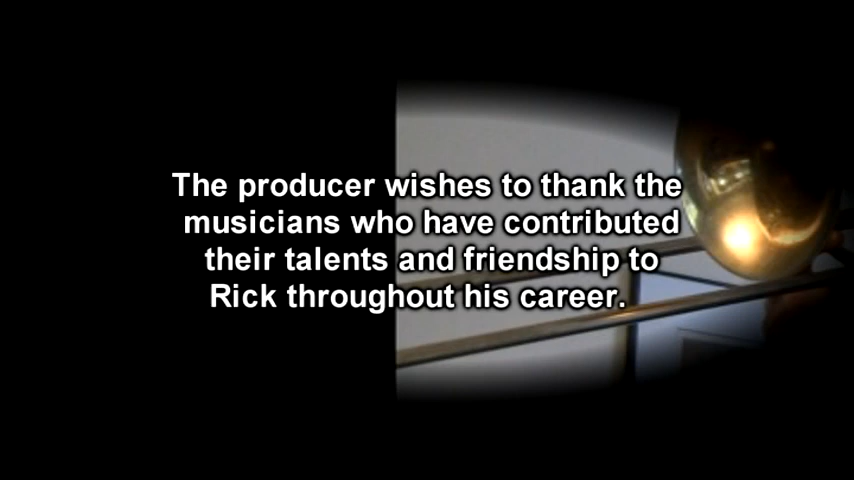 The producer wishes to thank the
musicians who have contributed
their talents and friendship to
Rick throughout his career.